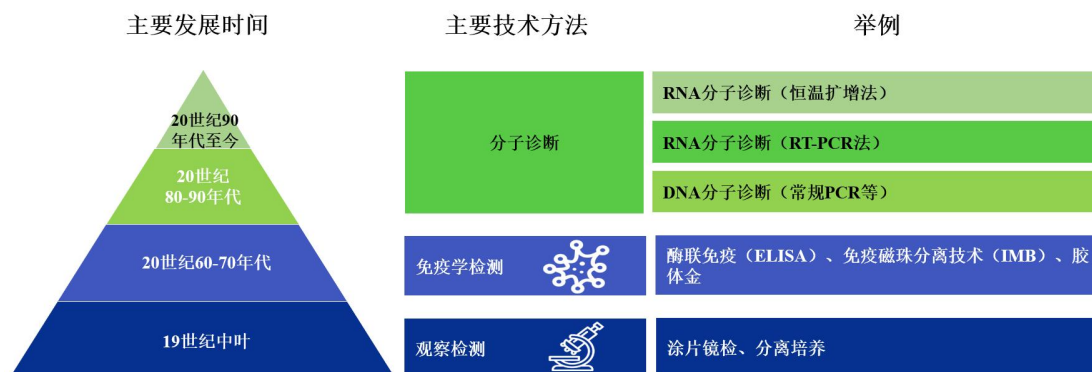 主要发展时间
主要技术方法
举例
20世纪90
年代至今
20世纪
80-90年代
20世纪60-70年代
19世纪中叶
分子诊断
免疫学检测
观察检测
RNA分子诊断（恒温扩增法）
RNA分子诊断（RT-PCR法）
DNA分子诊断（常规PCR等）
酶联免疫（ELISA）、免疫磁珠分离技术（IMB）、胶
体金
涂片镜检、分离培养